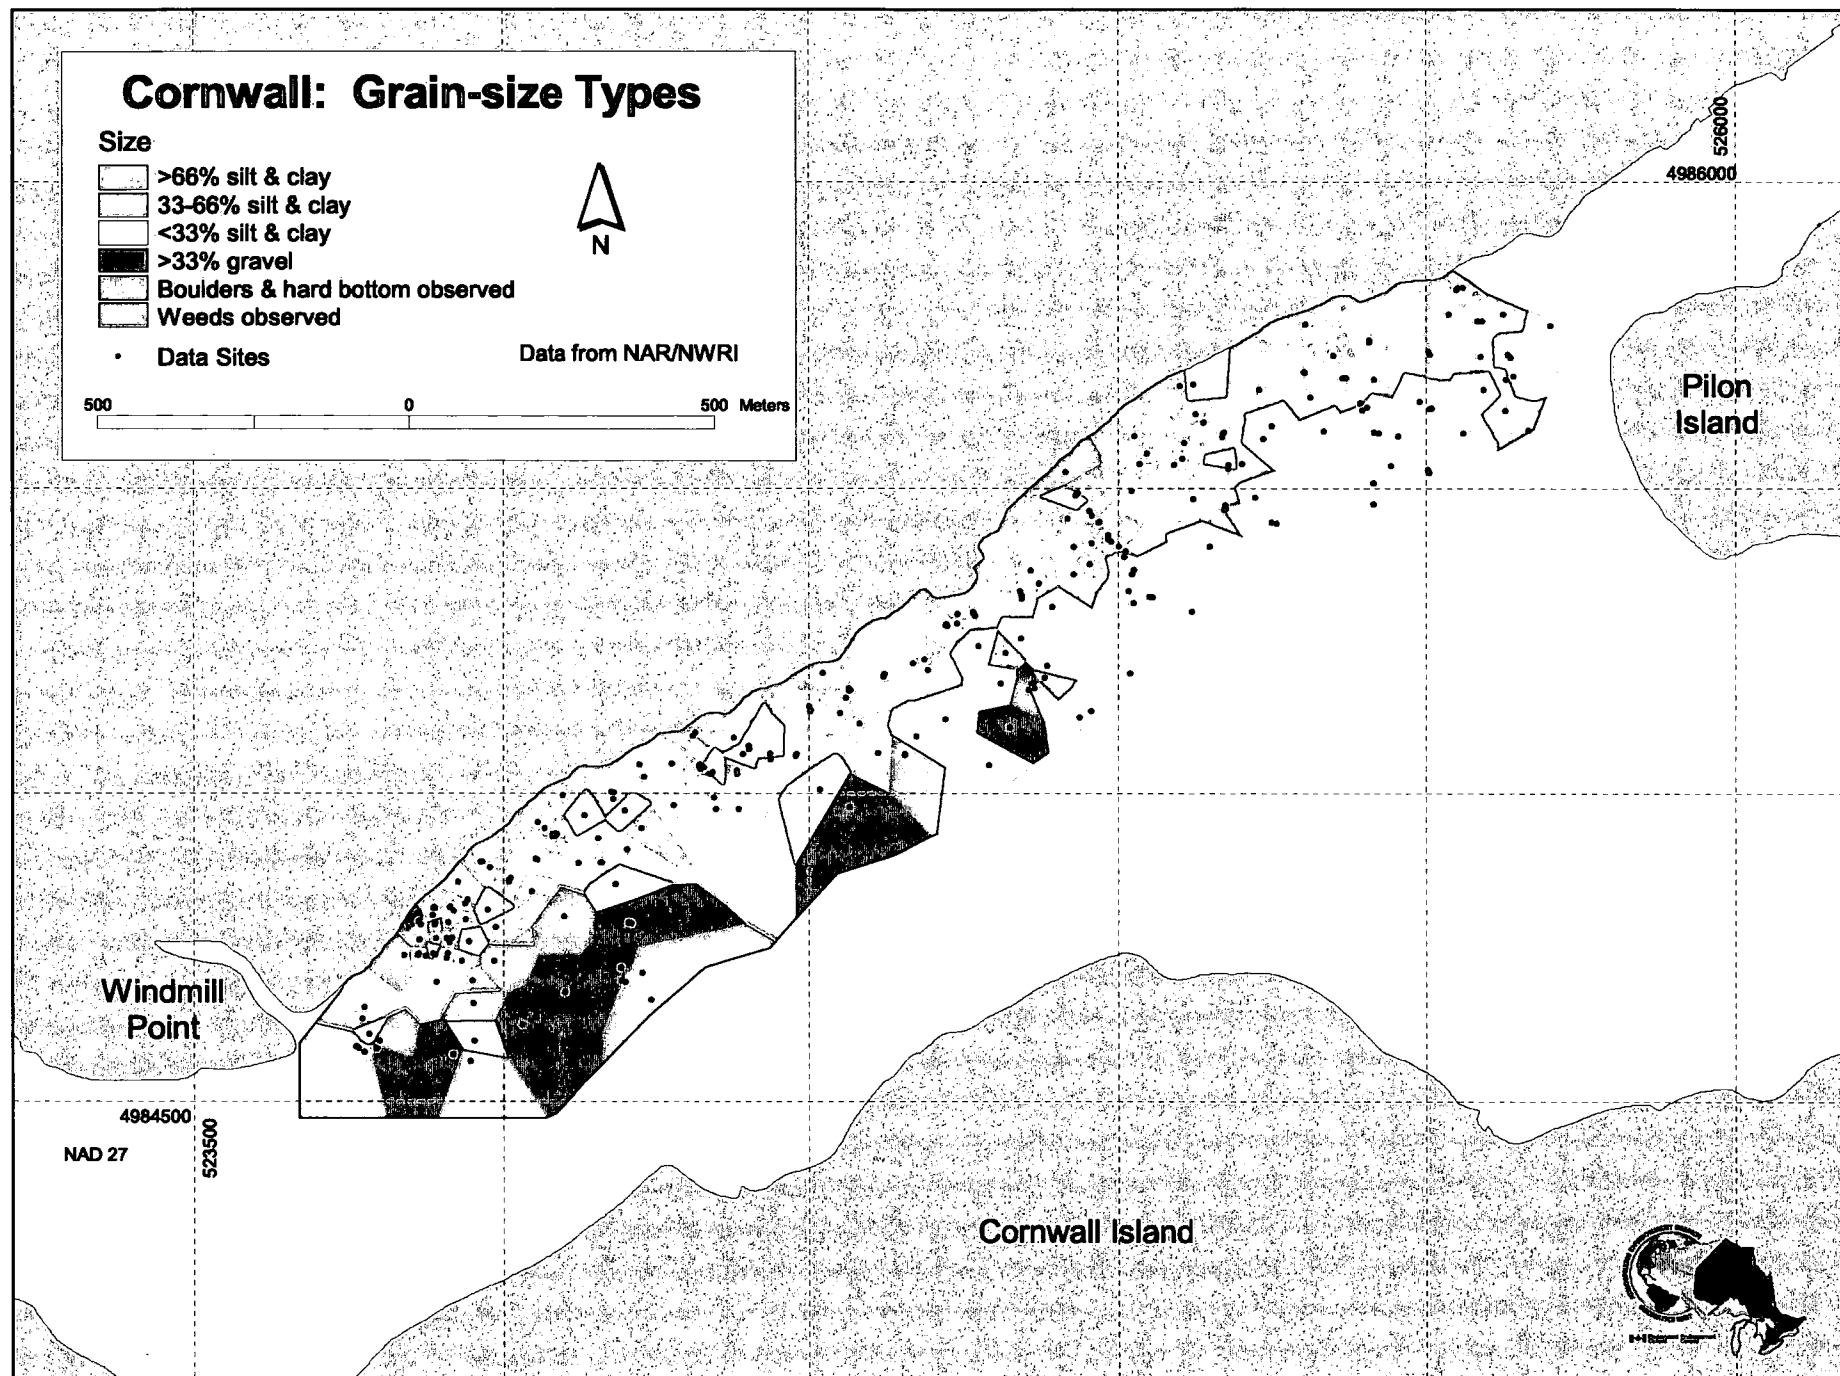 Cornwall: Grain-size Types
Size
>66% silt & clay
33-66% silt & clay
<33% silt & clay
>33% gravel
Boulders & hard bottom observed
Weeds observed
Data Sites
Data from NAR/NWRI
N
500 0 500 Meters
526000
4986000
Pilon
Island
Windmill
Point
4984500
523500
NAD 27
Cornwall Island